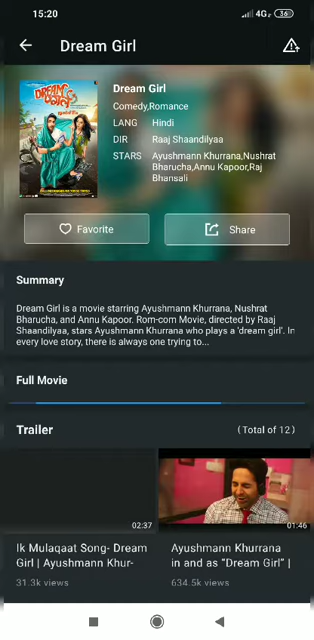 15:20
4G 36
Dream Girl
DREAM GIRL
Dream Girl
Comedy,Romance
LANG Hindi
DIR Raaj Shaandilyaa
STARS Ayushmann Khurrana,Nushrat
Bharucha,Annu Kapoor,Raj
Bhansali
Favorite
Share
Summary
Dream Girl is a movie starring Ayushmann Khurrana, Nushrat
Bharucha, and Annu Kapoor. Rom-com Movie, directed by Raaj
Shaandilyaa, stars Ayushmann Khurrana who plays a 'dream girl'. In
every love story, there is always one trying to...
Full Movie
Trailer (Total of 12)
02:37
01:46
Ik Mulaqaat Song- Dream
Girl | Ayushmann Khur-
31.3k views
Ayushmann Khurrana
in and as “Dream Girl” |
634.5k views